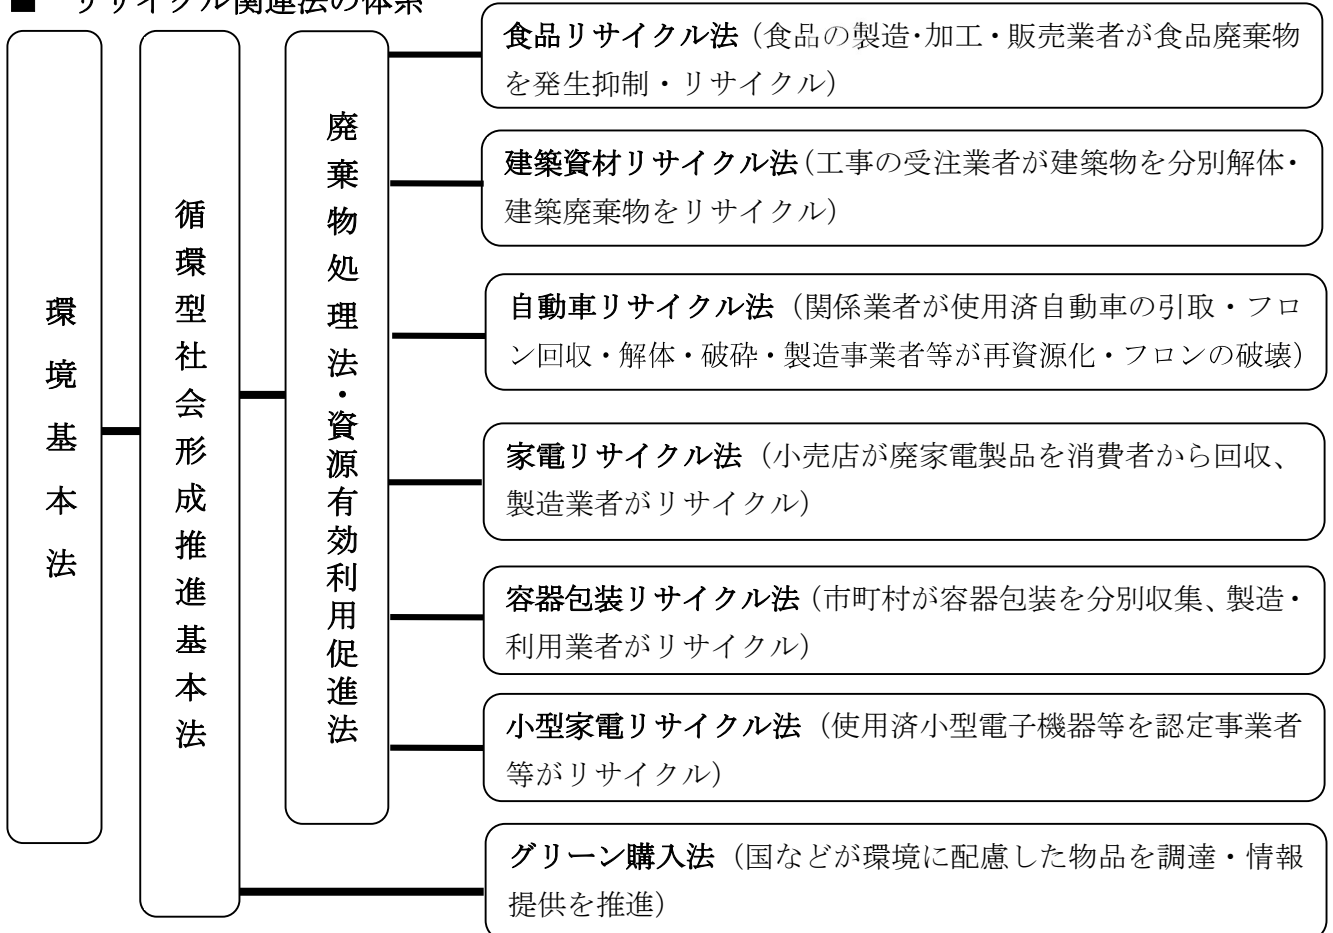 ■ リサイクル関連法の体系
環境基本法
循環型社会形成推進基本法
廃棄物処理法・資源有効利用促進法
食品リサイクル法（食品の製造・加工・販売業者が食品廃棄物
を発生抑制・リサイクル）
建築資材リサイクル法（工事の受注業者が建築物を分別解体・
建築廃棄物をリサイクル）
自動車リサイクル法（関係業者が使用済自動車の引取・フロ
ン回収・解体・破砕・製造事業者等が再資源化・フロンの破壊）
家電リサイクル法（小売店が廃家電製品を消費者から回収、
製造業者がリサイクル）
容器包装リサイクル法（市町村が容器包装を分別収集、製造・
利用業者がリサイクル）
小型家電リサイクル法（使用済小型電子機器等を認定事業者
等がリサイクル）
グリーン購入法（国などが環境に配慮した物品を調達・情報
提供を推進）